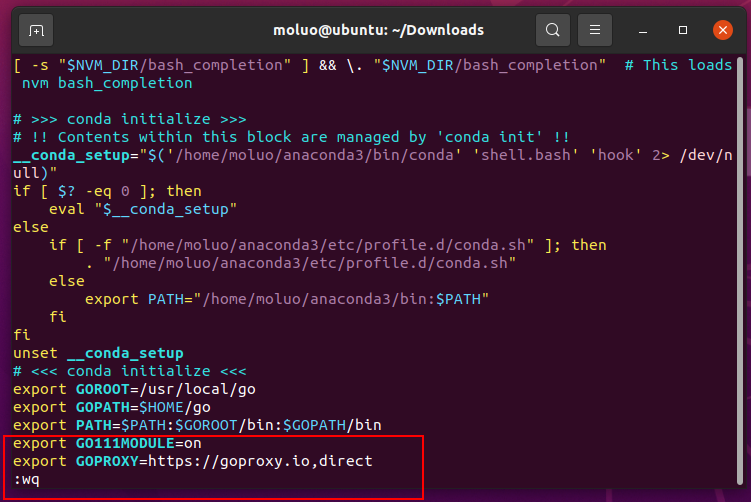 moluo@ubuntu: ~/Downloads
[ -s "$NVM_DIR/bash_completion" ] && \. "$NVM_DIR/bash_completion"  # This loads
 nvm bash_completion
# >>> conda initialize >>>
# !! Contents within this block are managed by 'conda init' !!
__conda_setup="$('/home/moluo/anaconda3/bin/conda' 'shell.bash' 'hook' 2> /dev/n
ull)"
if [ $? -eq 0 ]; then
    eval "$__conda_setup"
else
    if [ -f "/home/moluo/anaconda3/etc/profile.d/conda.sh" ]; then
        . "/home/moluo/anaconda3/etc/profile.d/conda.sh"
    else
        export PATH="/home/moluo/anaconda3/bin:$PATH"
    fi
fi
unset __conda_setup
# <<< conda initialize <<<
export GOROOT=/usr/local/go
export GOPATH=$HOME/go
export PATH=$PATH:$GOROOT/bin:$GOPATH/bin
export GO111MODULE=on
export GOPROXY=https://goproxy.io,direct
:wq